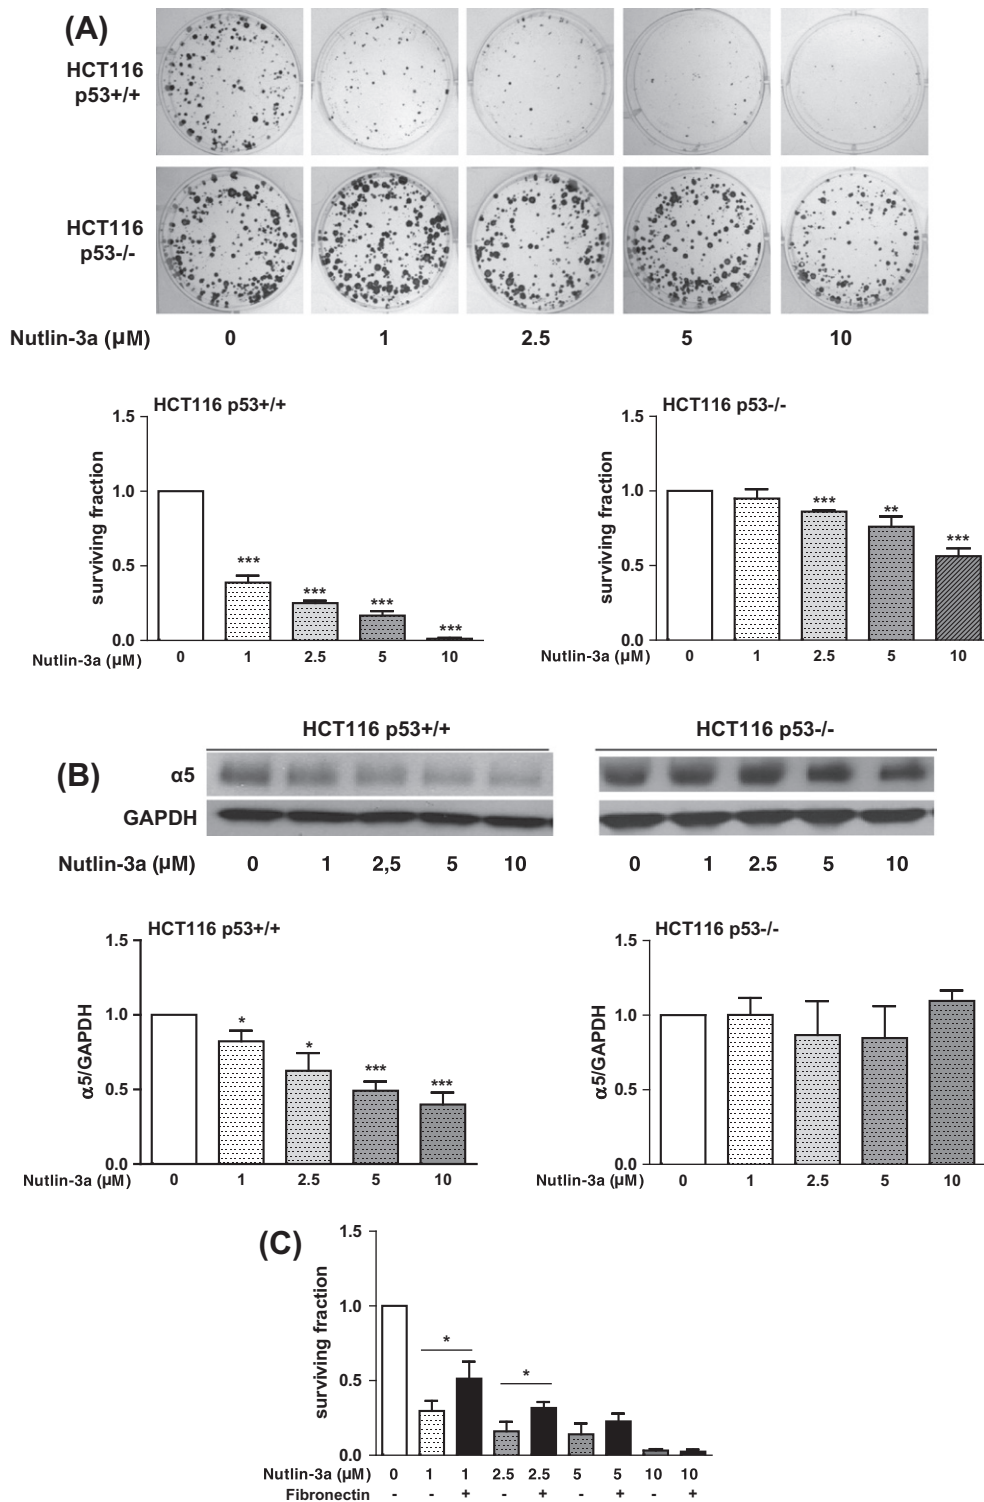 (A)
HCT116
p53+/+
HCT116
p53-/-
Nutlin-3a (µM) 0 1 2.5 5 10
HCT116 p53+/+
1.5
1.0
0.5
0.0
surviving fraction
***
***
***
***
Nutlin-3a (µM) 0 1 2.5 5 10
HCT116 p53-/-
1.5
1.0
0.5
0.0
surviving fraction
***
**
***
Nutlin-3a (µM) 0 1 2.5 5 10
(B)
HCT116 p53+/+
HCT116 p53-/-
α5
GAPDH
Nutlin-3a (µM) 0 1 2,5 5 10 0 1 2.5 5 10
HCT116 p53+/+
1.5
1.0
0.5
0.0
α5/GAPDH
*
*
***
***
Nutlin-3a (µM) 0 1 2.5 5 10
HCT116 p53-/-
1.5
1.0
0.5
0.0
α5/GAPDH
Nutlin-3a (µM) 0 1 2.5 5 10
(C)
1.5
1.0
0.5
0.0
surviving fraction
*
*
Nutlin-3a (µM) 0 1 1 2.5 2.5 5 5 10 10
Fibronectin - - + - + - + - +